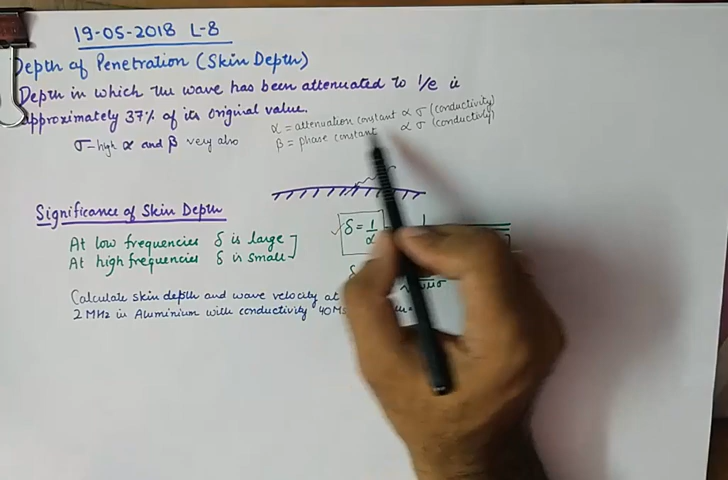 19-05-2018 L-8
Depth of Penetration (Skin Depth)
Depth in which the wave has been attenuated to 1/e is
approximately 37% of its original value.
α = attenuation constant α σ (conductivity)
β = phase constant α σ (conductivity)
σ-high α and β very also
Significance of Skin Depth
At low frequencies δ is large
At high frequencies δ is small
δ = 1/α
Calculate skin depth and wave velocity at
2 MHz in Aluminium with conductivity 40